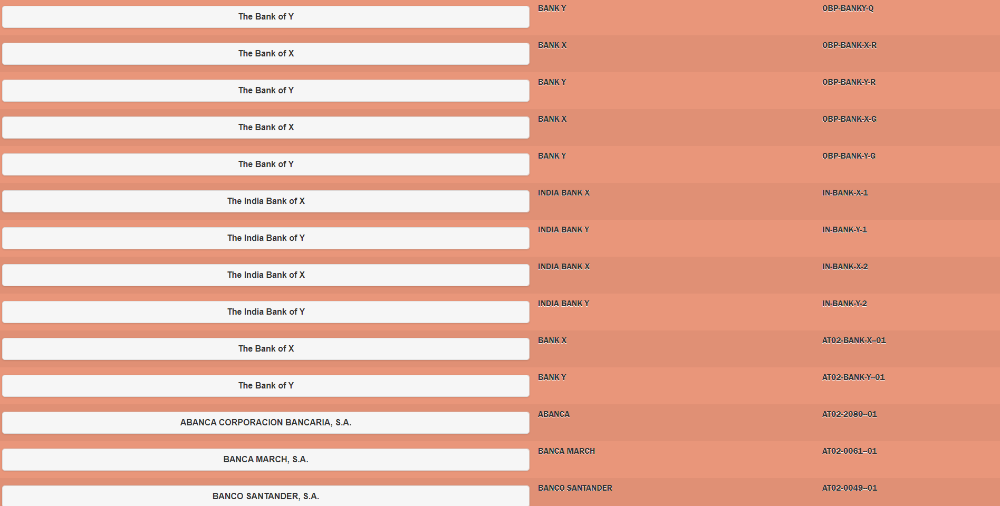 The Bank of Y BANK Y OBP-BANKY-Q
The Bank of X BANK X OBP-BANK-X-R
The Bank of Y BANK Y OBP-BANK-Y-R
The Bank of X BANK X OBP-BANK-X-G
The Bank of Y BANK Y OBP-BANK-Y-G
The India Bank of X INDIA BANK X IN-BANK-X-1
The India Bank of Y INDIA BANK Y IN-BANK-Y-1
The India Bank of X INDIA BANK X IN-BANK-X-2
The India Bank of Y INDIA BANK Y IN-BANK-Y-2
The Bank of X BANK X AT02-BANK-X--01
The Bank of Y BANK Y AT02-BANK-Y--01
ABANCA CORPORACION BANCARIA, S.A. ABANCA AT02-2080--01
BANCA MARCH, S.A. BANCA MARCH AT02-0061--01
BANCO SANTANDER, S.A. BANCO SANTANDER AT02-0049--01